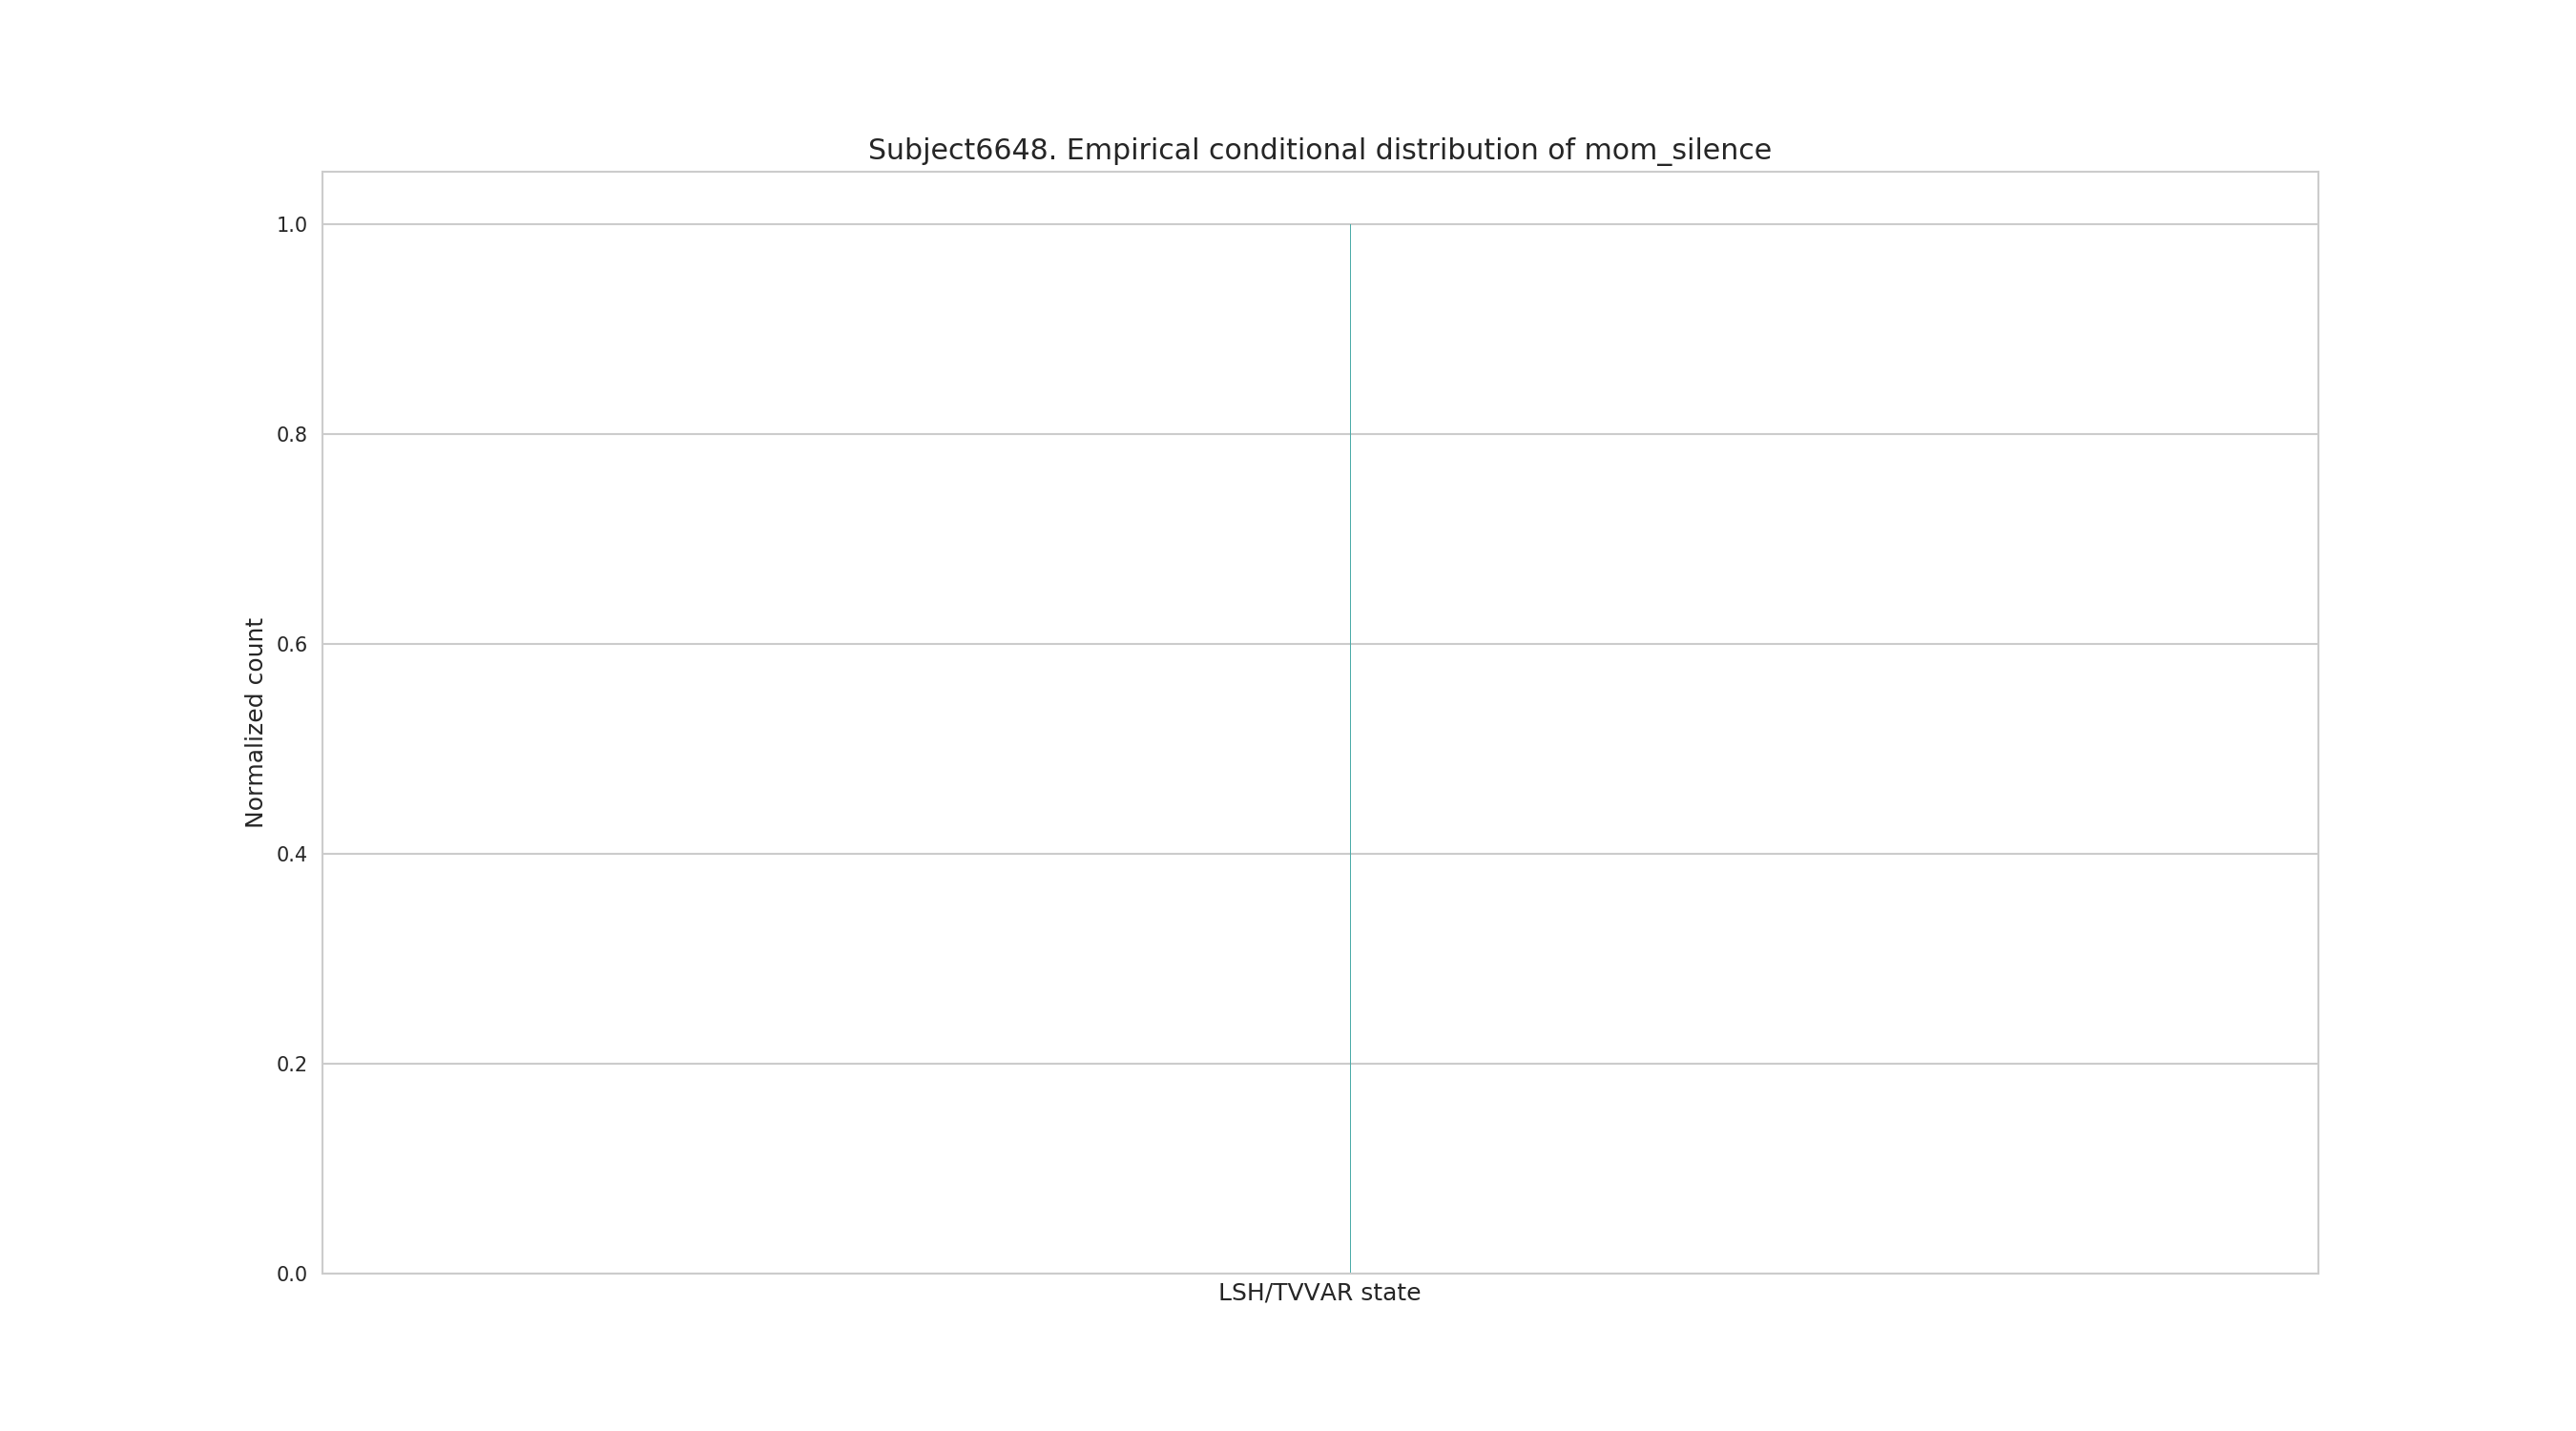 Subject6648. Empirical conditional distribution of mom_silence
1.0
0.8
0.6
0.4
0.2
0.0
Normalized count
LSH/TVVAR state